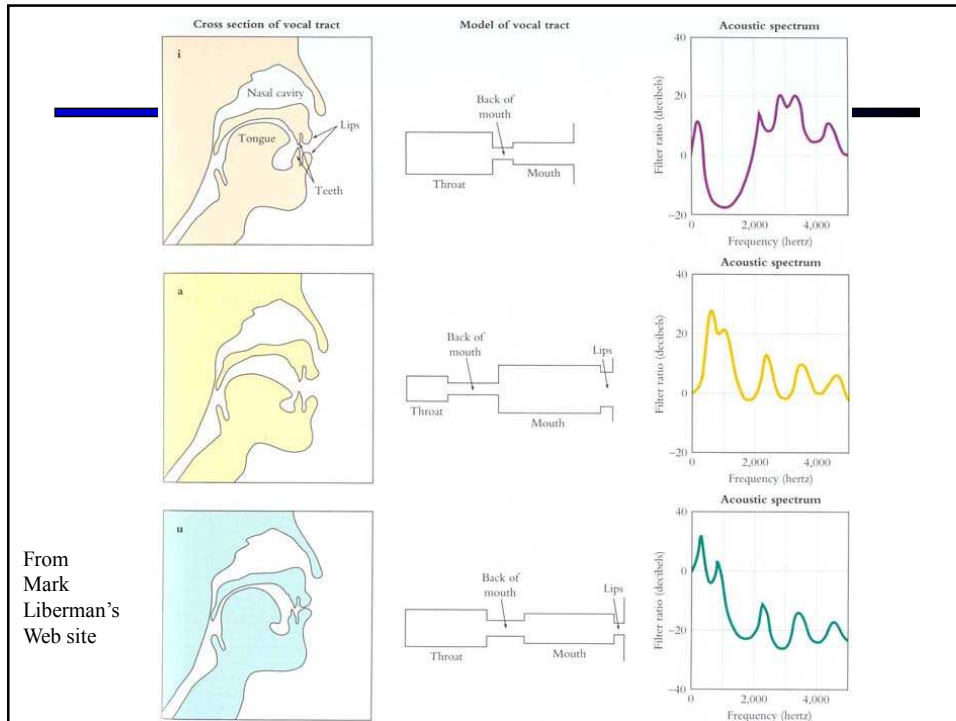 Cross section of vocal tract
Model of vocal tract
Acoustic spectrum
i
Nasal cavity
Tongue
Lips
Teeth
Back of
mouth
Throat
Mouth
40
20
0
−20
Filter ratio (decibels)
0
2,000
4,000
Frequency (hertz)
a
Back of
mouth
Lips
Throat
Mouth
Acoustic spectrum
40
20
0
−20
Filter ratio (decibels)
0
2,000
4,000
Frequency (hertz)
From
Mark
Liberman's
Web site
u
Back of
mouth
Lips
Throat
Mouth
Acoustic spectrum
40
20
0
−20
−40
Filter ratio (decibels)
0
2,000
4,000
Frequency (hertz)